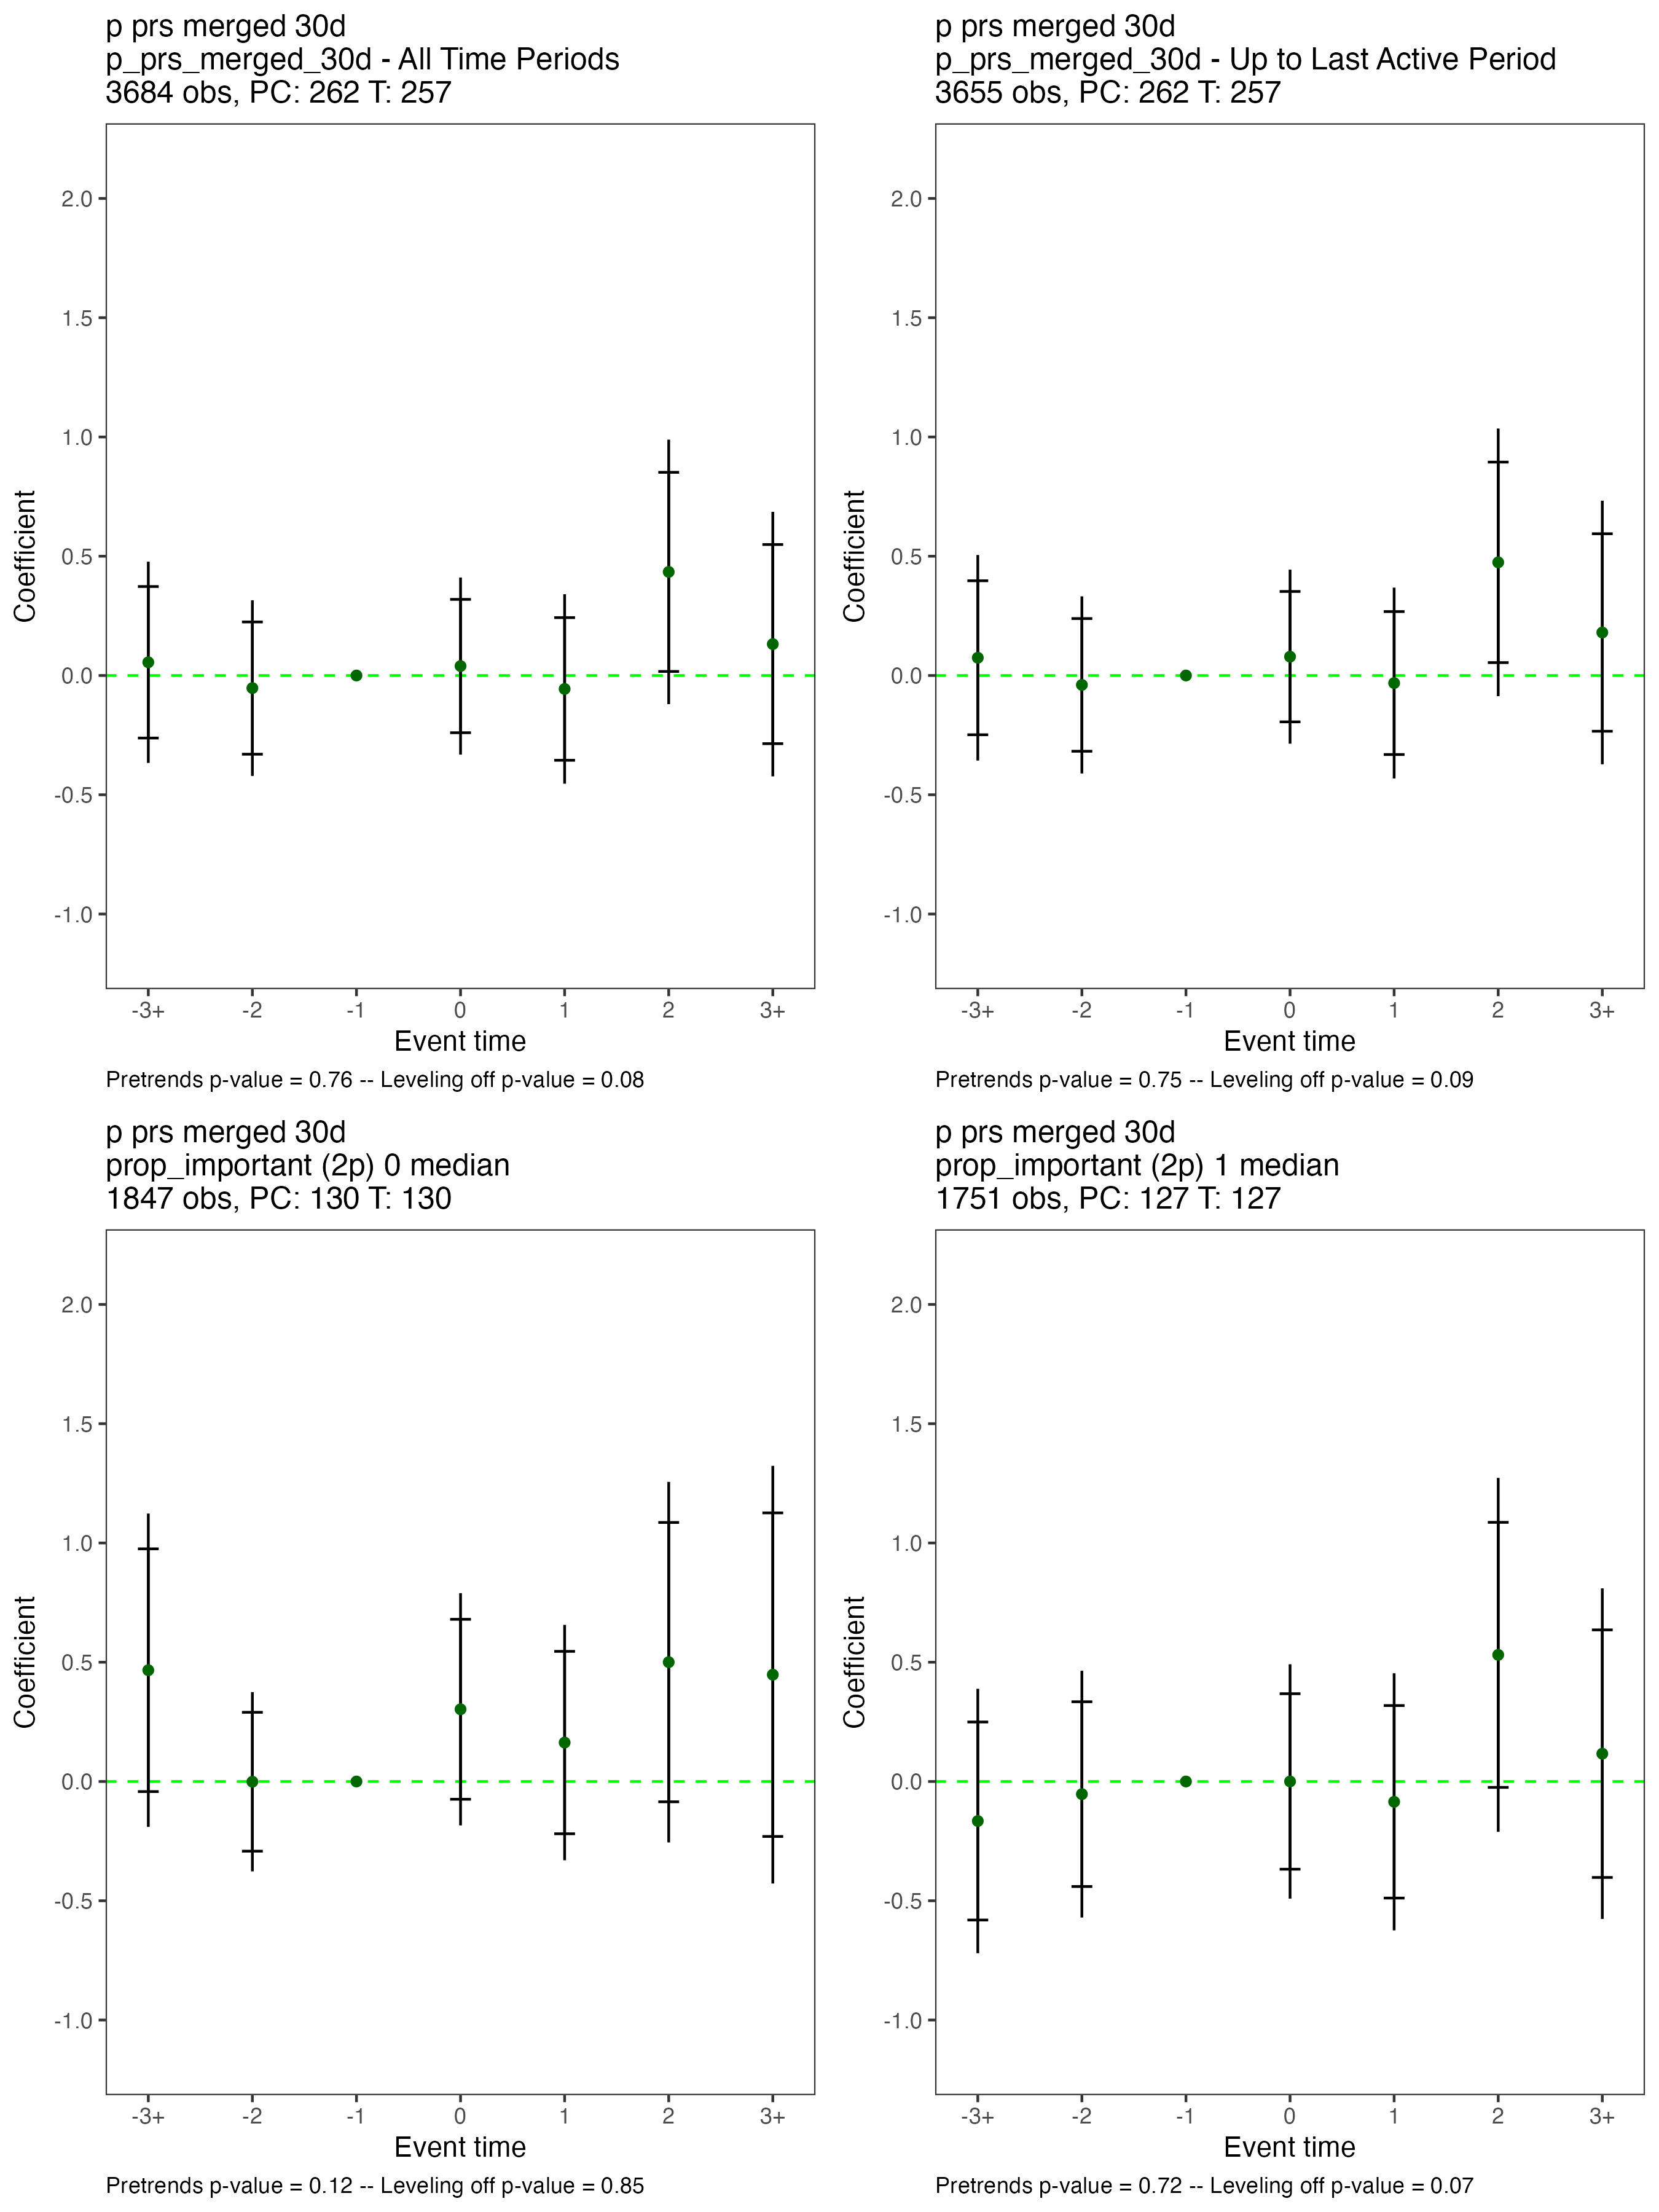 p prs merged 30d
p_prs_merged_30d - All Time Periods
3684 obs, PC: 262 T: 257
Coefficient
2.0
1.5
1.0
0.5
0.0
-0.5
-1.0
-3+ -2 -1 0 1 2 3+
Event time
Pretrends p-value = 0.76 -- Leveling off p-value = 0.08
p prs merged 30d
p_prs_merged_30d - Up to Last Active Period
3655 obs, PC: 262 T: 257
Coefficient
2.0
1.5
1.0
0.5
0.0
-0.5
-1.0
-3+ -2 -1 0 1 2 3+
Event time
Pretrends p-value = 0.75 -- Leveling off p-value = 0.09
p prs merged 30d
prop_important (2p) 0 median
1847 obs, PC: 130 T: 130
Coefficient
2.0
1.5
1.0
0.5
0.0
-0.5
-1.0
-3+ -2 -1 0 1 2 3+
Event time
Pretrends p-value = 0.12 -- Leveling off p-value = 0.85
p prs merged 30d
prop_important (2p) 1 median
1751 obs, PC: 127 T: 127
Coefficient
2.0
1.5
1.0
0.5
0.0
-0.5
-1.0
-3+ -2 -1 0 1 2 3+
Event time
Pretrends p-value = 0.72 -- Leveling off p-value = 0.07